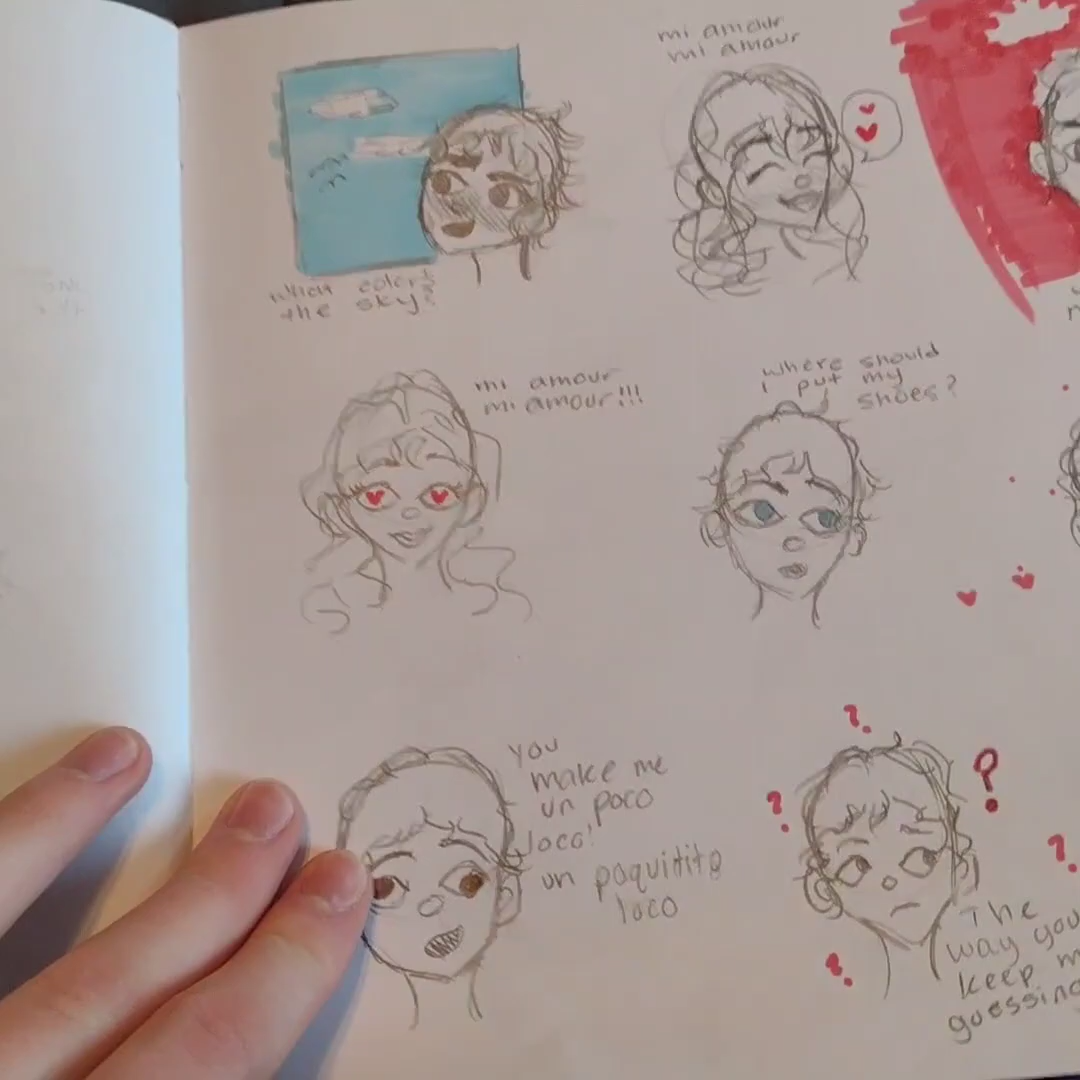 mi amour
mi amour
what color's
the sky?
mi amour
mi amour!!!
where should
i put my
shoes?
you
make me
un poco
loco!
un poquitito
loco
?
?
?
?
?
The
way you
keep m
guessing